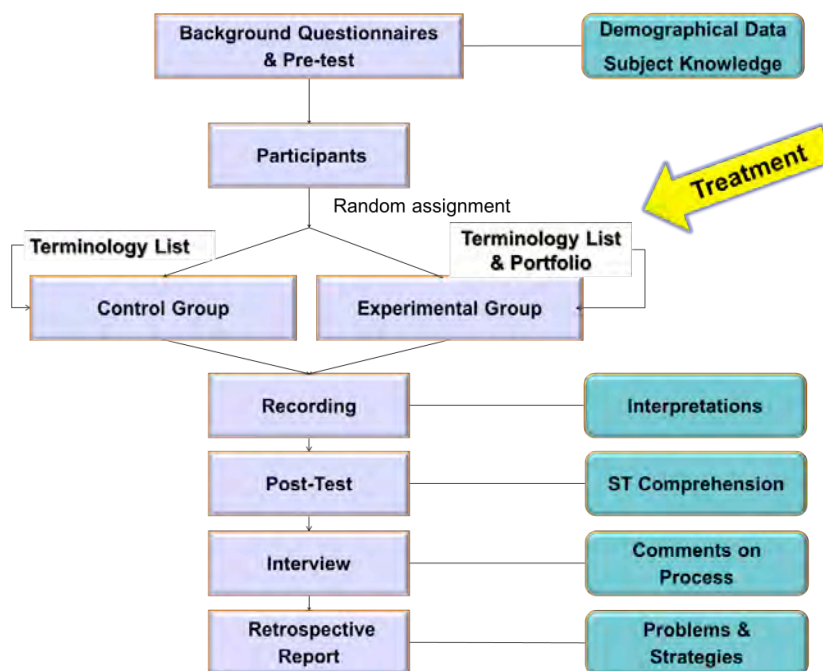 Background Questionnaires
& Pre-test
Demographical Data
Subject Knowledge
Participants
Treatment
Random assignment
Terminology List
Terminology List
& Portfolio
Control Group
Experimental Group
Recording
Interpretations
Post-Test
ST Comprehension
Interview
Comments on
Process
Retrospective
Report
Problems &
Strategies